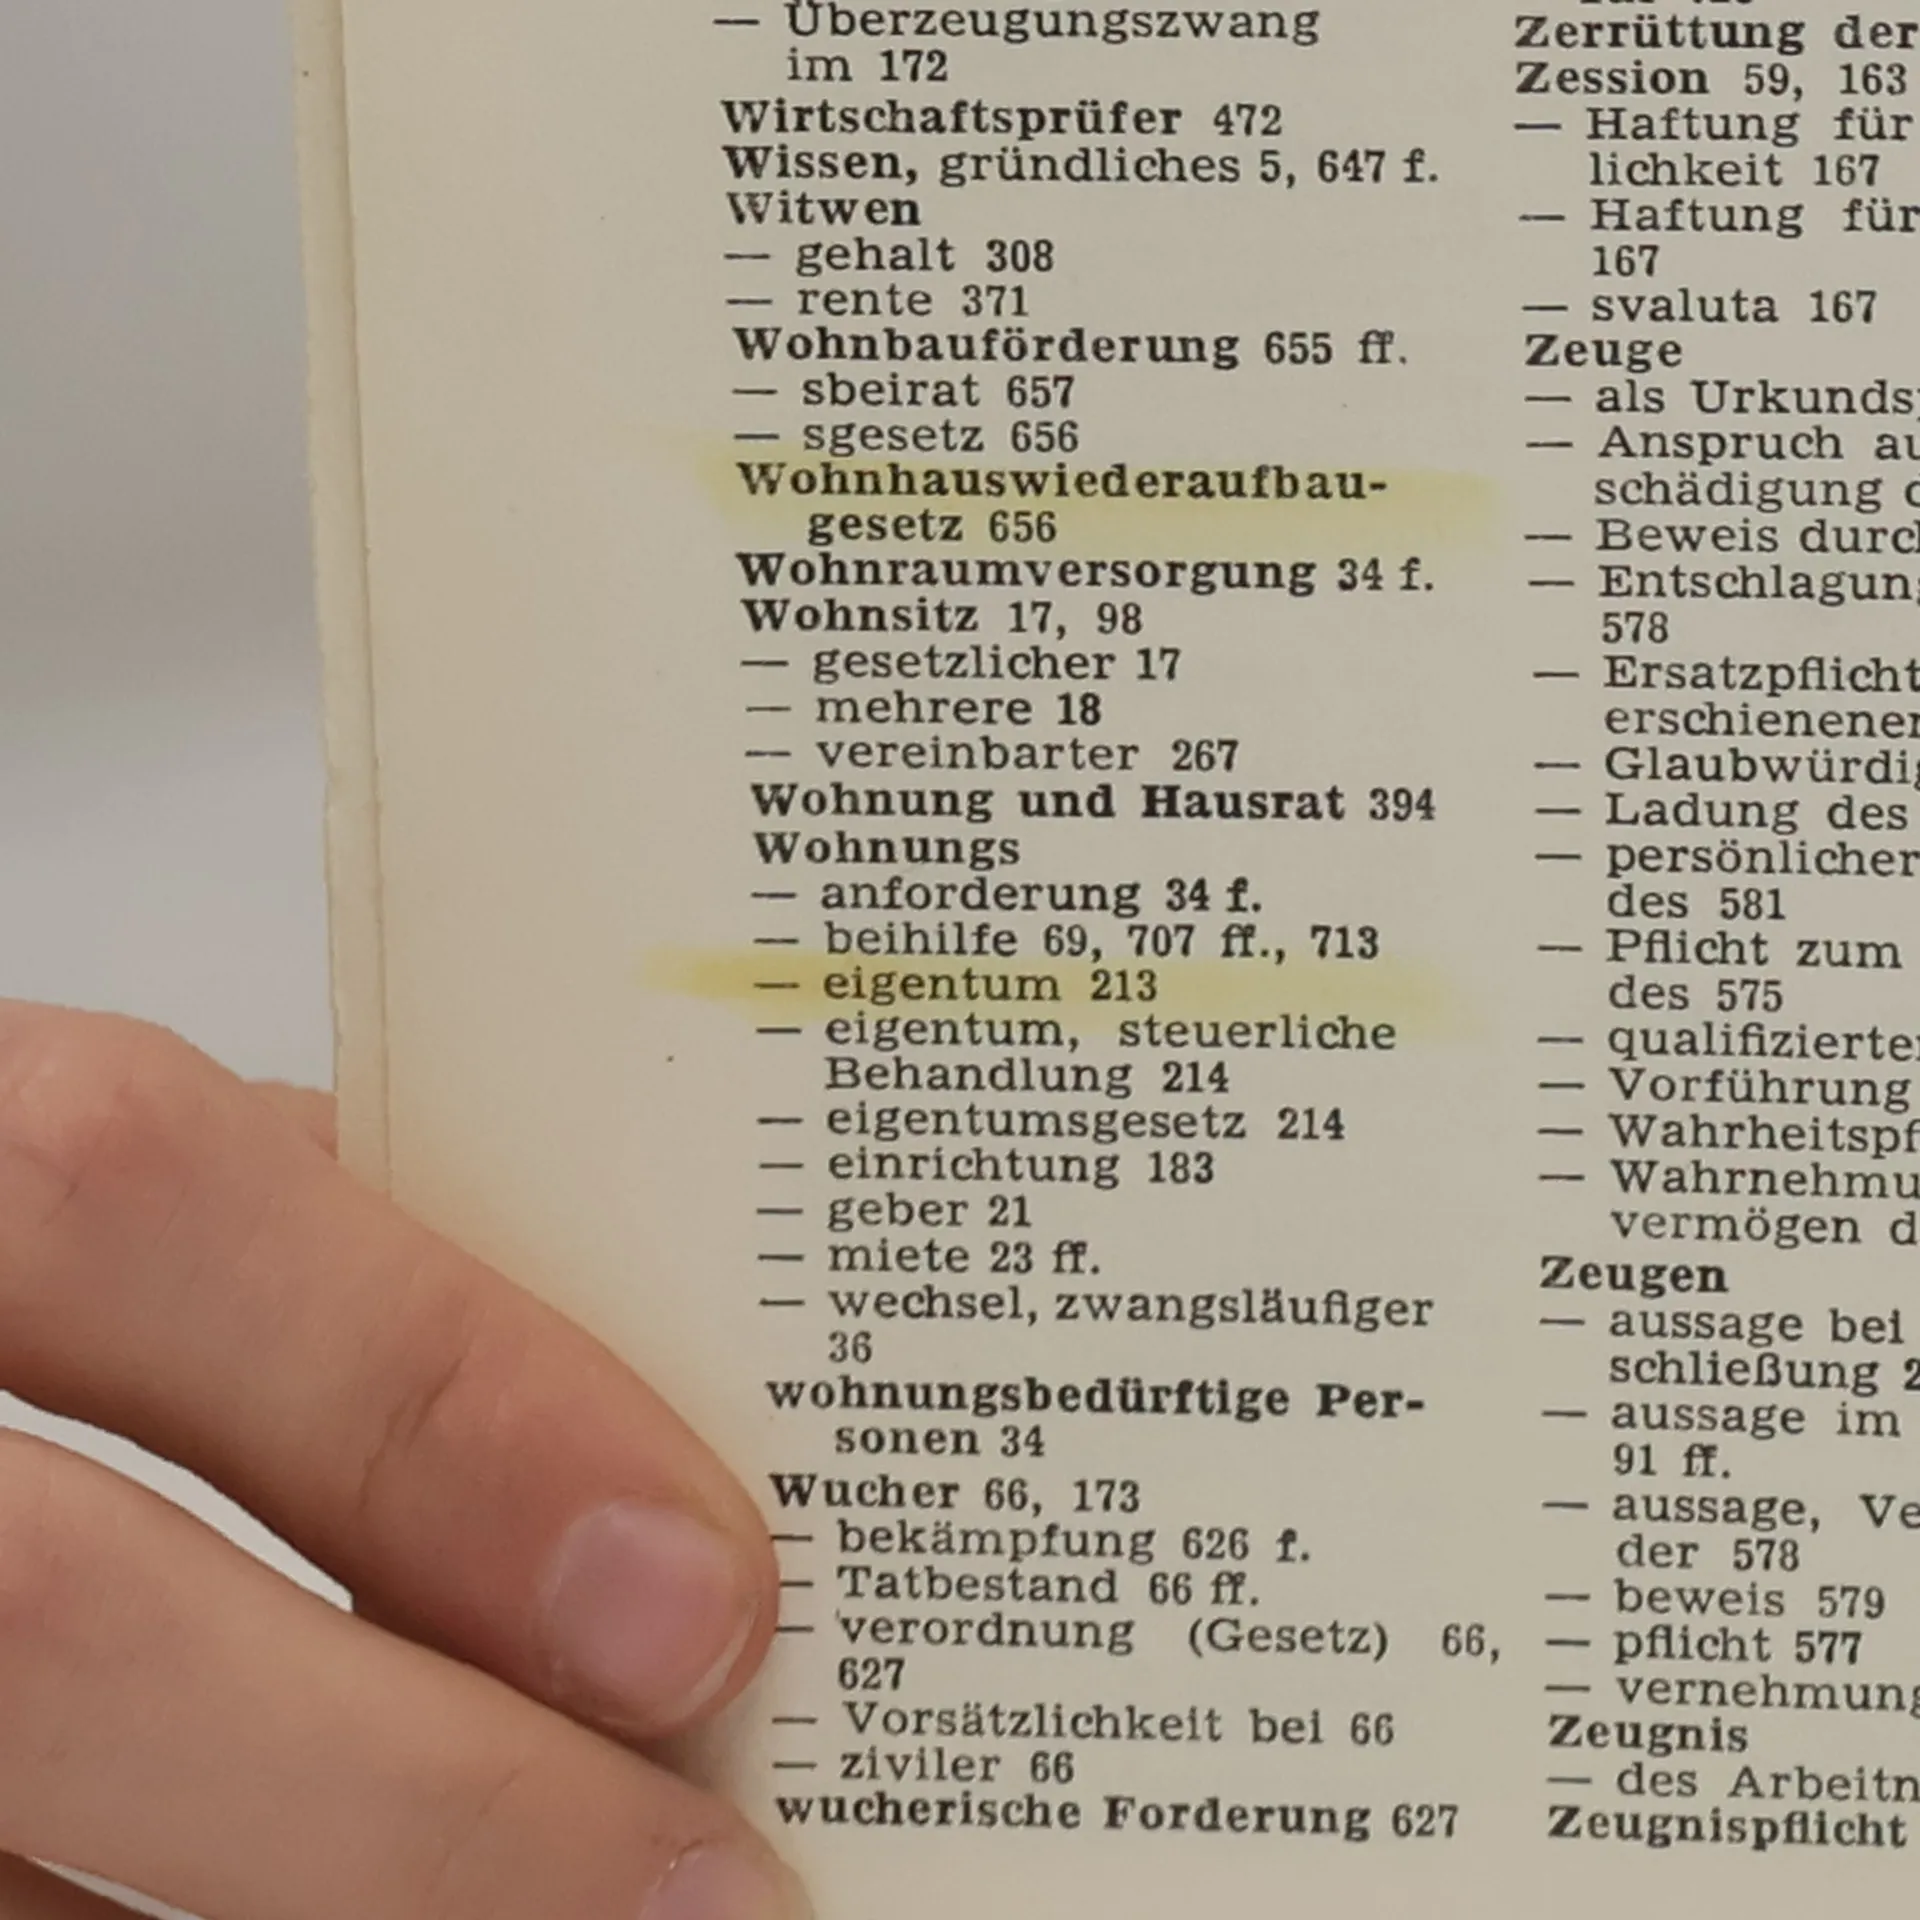 — Überzeugungszwang
im 172
Wirtschaftsprüfer 472
Wissen, gründliches 5, 647 f.
Witwen
— gehalt 308
— rente 371
Wohnbauförderung 655 ff.
— sbeirat 657
— sgesetz 656
Wohnhauswiederaufbau-
gesetz 656
Wohnraumversorgung 34 f.
Wohnsitz 17, 98
— gesetzlicher 17
— mehrere 18
— vereinbarter 267
Wohnung und Hausrat 394
Wohnungs
— anforderung 34 f.
— beihilfe 69, 707 ff., 713
— eigentum 213
— eigentum, steuerliche
Behandlung 214
— eigentumsgesetz 214
— einrichtung 183
— geber 21
— miete 23 ff.
— wechsel, zwangsläufiger
36
wohnungsbedürftige Per-
sonen 34
Wucher 66, 173
— bekämpfung 626 f.
— Tatbestand 66 ff.
— verordnung (Gesetz) 66,
627
— Vorsätzlichkeit bei 66
— ziviler 66
wucherische Forderung 627
Zerrüttung der
Zession 59, 163
— Haftung für
lichkeit 167
— Haftung für
167
— svaluta 167
Zeuge
— als
— Anspruch
schädigung
— Beweis
—
578
— Ersatzpflicht
— 
— Ladung des
— persönlicher
des 581
— Pflicht zum
des 575
—
— Vorführung
—
—
vermögen
Zeugen
— aussage bei
schließung
— aussage im
91 ff.
— aussage,
der 578
— beweis 579
— pflicht 577
—
Zeugnis
— des
Zeugnispflicht